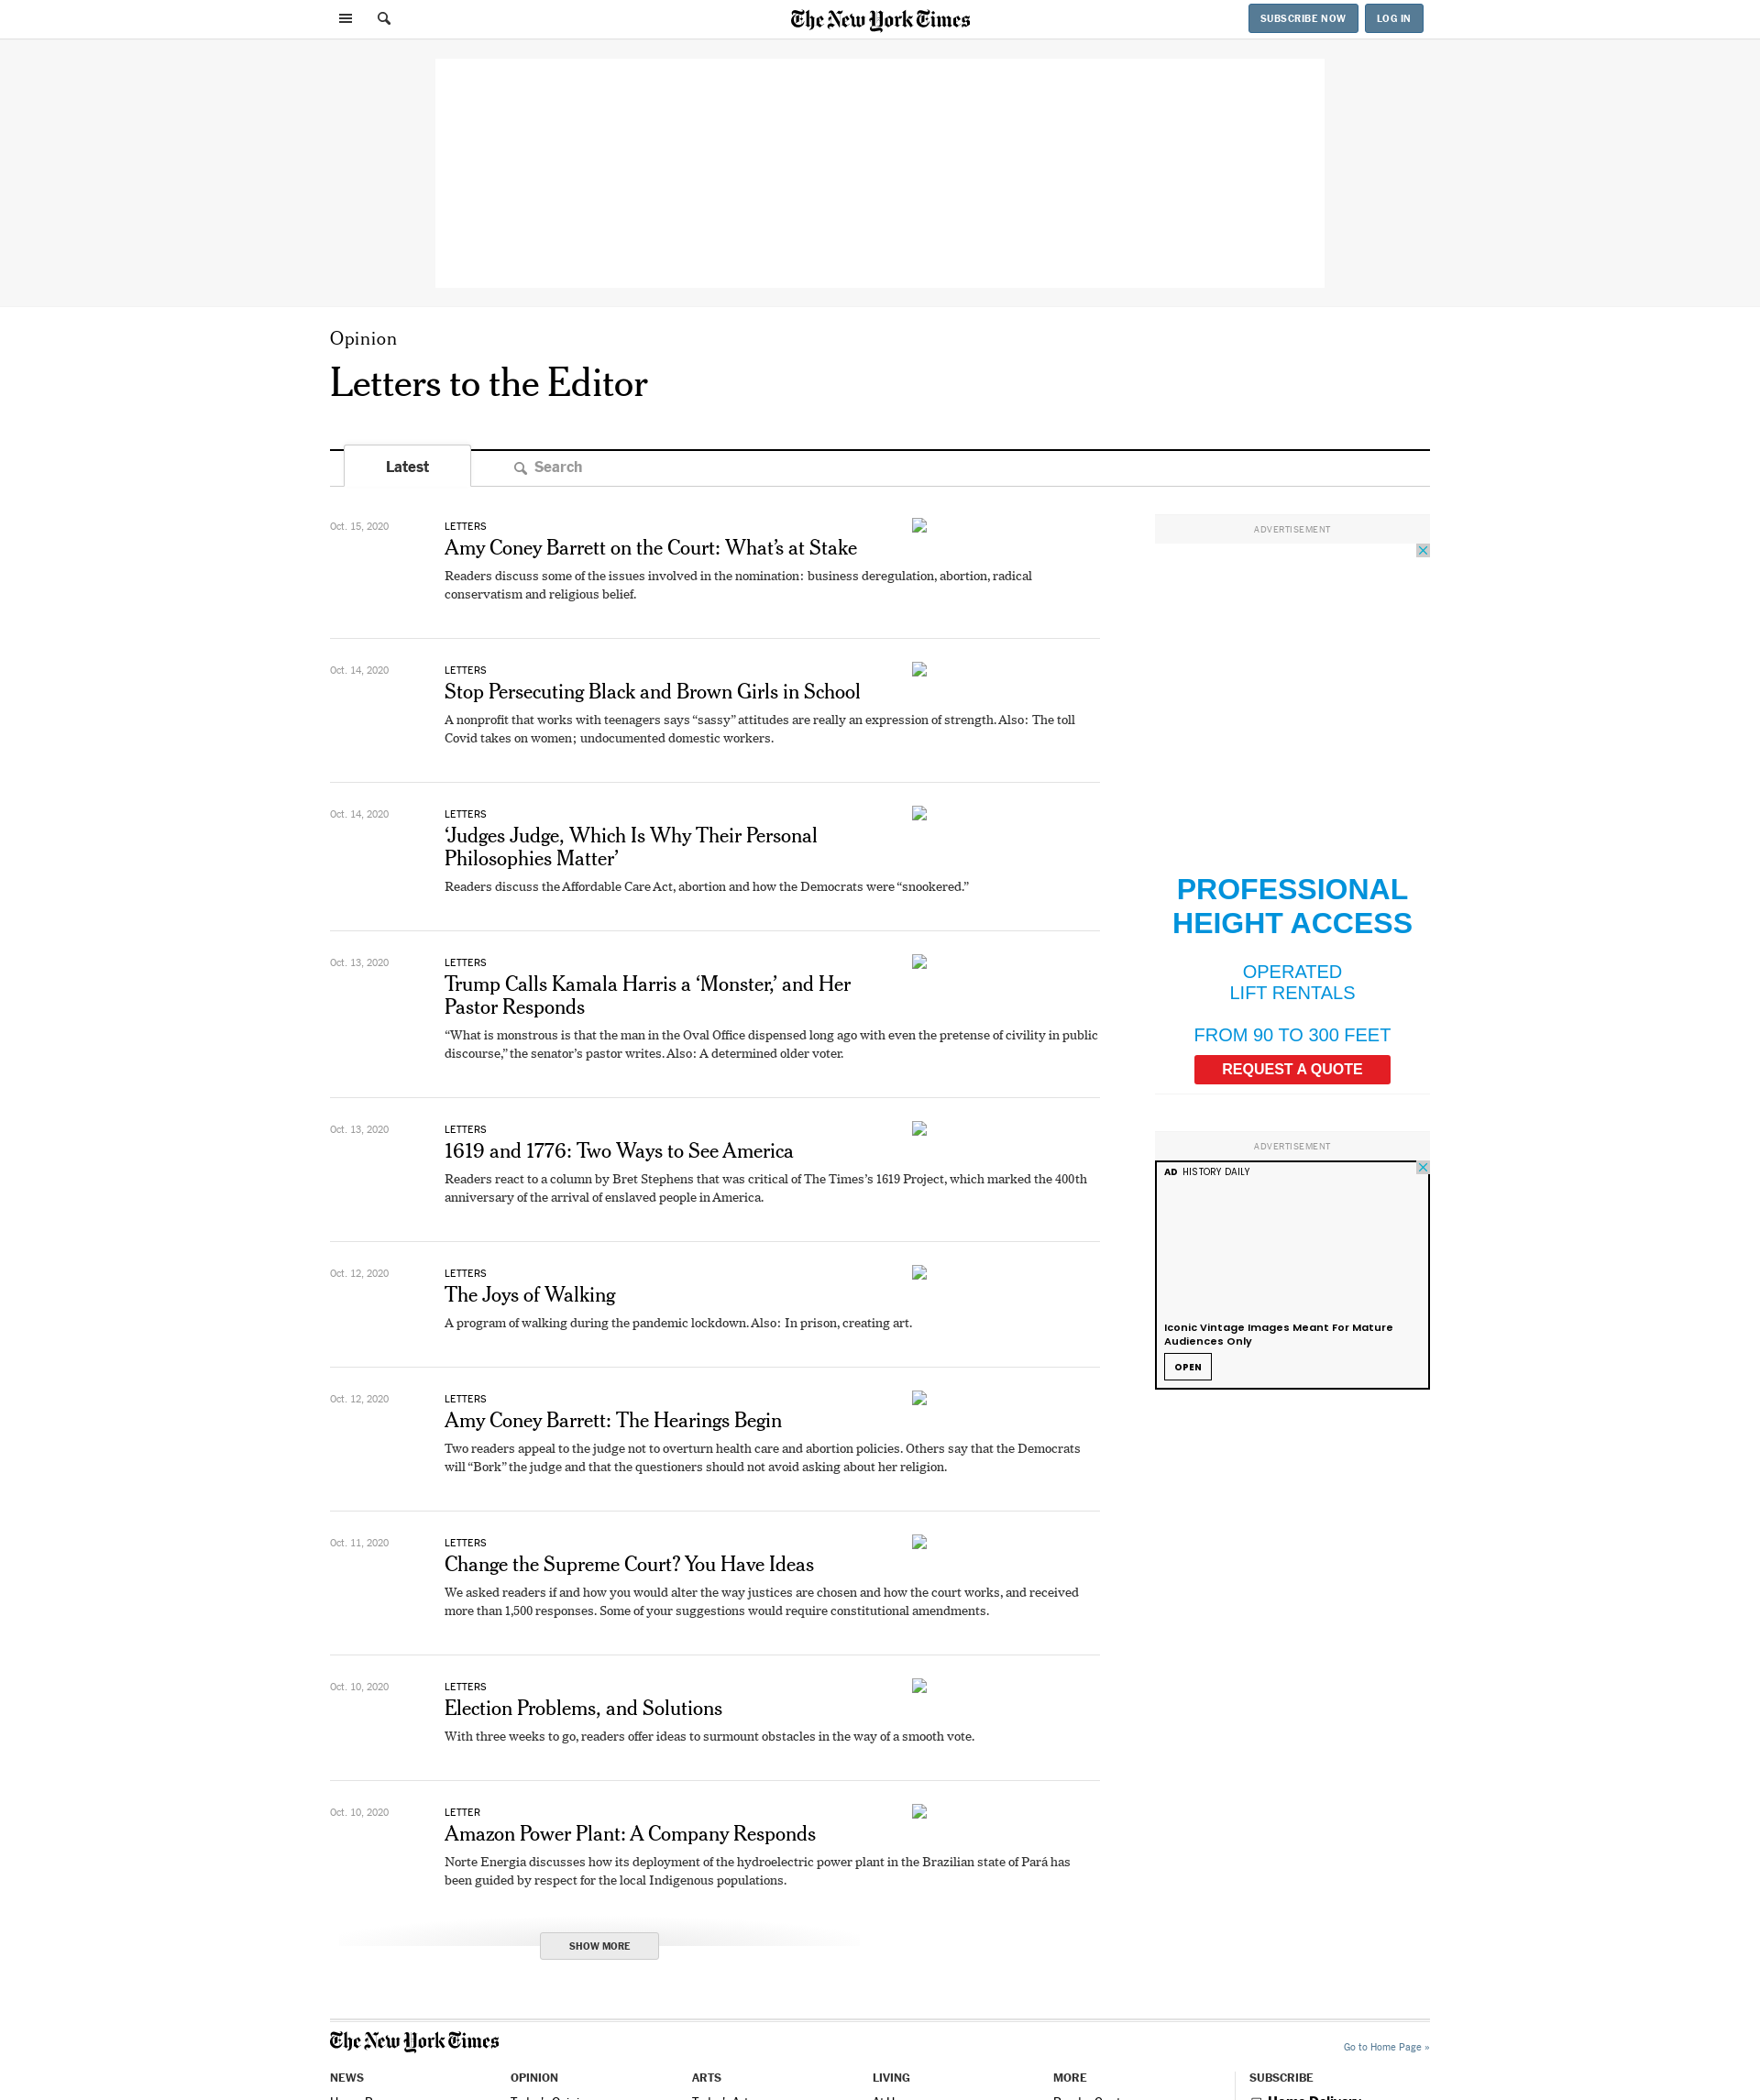 The New York Times
SUBSCRIBE NOW
LOG IN
Opinion
Letters to the Editor
Latest
Search
Oct. 15, 2020
LETTERS
Amy Coney Barrett on the Court: What’s at Stake
Readers discuss some of the issues involved in the nomination: business deregulation, abortion, radical
conservatism and religious belief.
Oct. 14, 2020
LETTERS
Stop Persecuting Black and Brown Girls in School
A nonprofit that works with teenagers says “sassy” attitudes are really an expression of strength. Also: The toll
Covid takes on women; undocumented domestic workers.
Oct. 14, 2020
LETTERS
‘Judges Judge, Which Is Why Their Personal
Philosophies Matter’
Readers discuss the Affordable Care Act, abortion and how the Democrats were “snookered.”
Oct. 13, 2020
LETTERS
Trump Calls Kamala Harris a ‘Monster,’ and Her
Pastor Responds
“What is monstrous is that the man in the Oval Office dispensed long ago with even the pretense of civility in public
discourse,” the senator’s pastor writes. Also: A determined older voter.
Oct. 13, 2020
LETTERS
1619 and 1776: Two Ways to See America
Readers react to a column by Bret Stephens that was critical of The Times’s 1619 Project, which marked the 400th
anniversary of the arrival of enslaved people in America.
Oct. 12, 2020
LETTERS
The Joys of Walking
A program of walking during the pandemic lockdown. Also: In prison, creating art.
Oct. 12, 2020
LETTERS
Amy Coney Barrett: The Hearings Begin
Two readers appeal to the judge not to overturn health care and abortion policies. Others say that the Democrats
will “Bork” the judge and that the questioners should not avoid asking about her religion.
Oct. 11, 2020
LETTERS
Change the Supreme Court? You Have Ideas
We asked readers if and how you would alter the way justices are chosen and how the court works, and received
more than 1,500 responses. Some of your suggestions would require constitutional amendments.
Oct. 10, 2020
LETTERS
Election Problems, and Solutions
With three weeks to go, readers offer ideas to surmount obstacles in the way of a smooth vote.
Oct. 10, 2020
LETTER
Amazon Power Plant: A Company Responds
Norte Energia discusses how its deployment of the hydroelectric power plant in the Brazilian state of Pará has
been guided by respect for the local Indigenous populations.
SHOW MORE
ADVERTISEMENT
PROFESSIONAL
HEIGHT ACCESS
OPERATED
LIFT RENTALS
FROM 90 TO 300 FEET
REQUEST A QUOTE
ADVERTISEMENT
AD HISTORY DAILY
Iconic Vintage Images Meant For Mature
Audiences Only
OPEN
The New York Times
Go to Home Page »
NEWS
OPINION
ARTS
LIVING
MORE
SUBSCRIBE